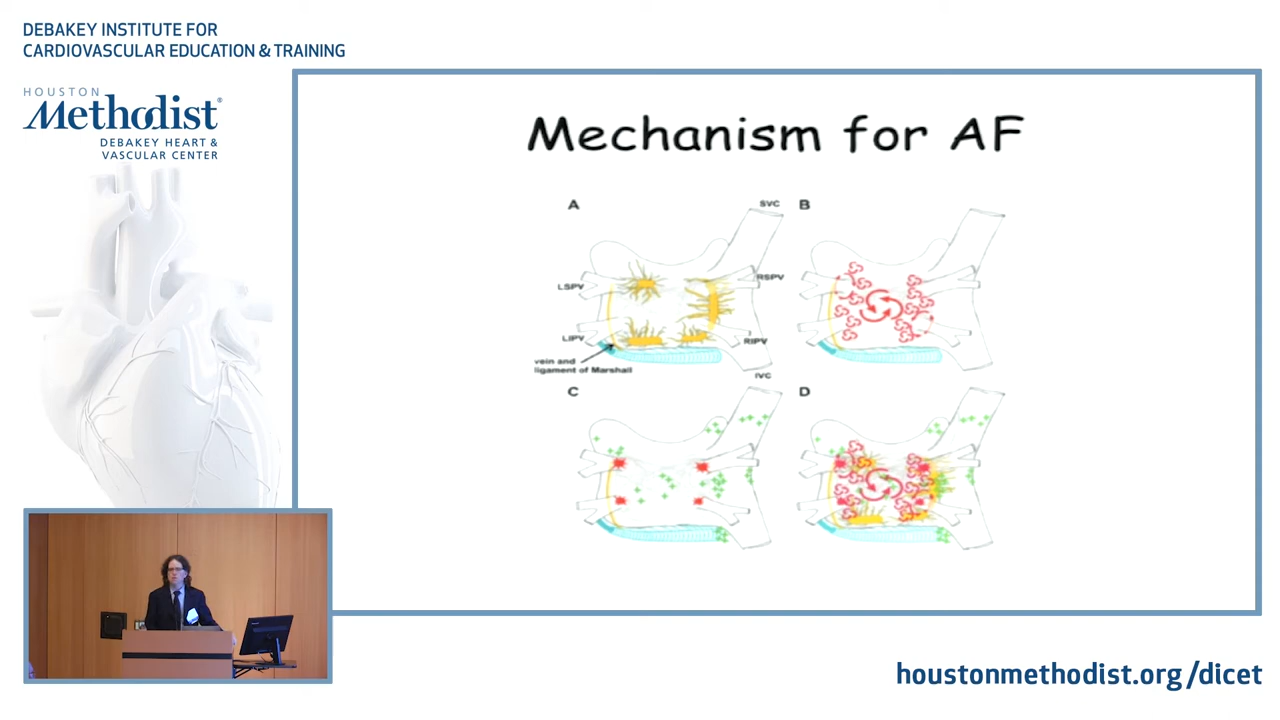 DEBAKEY INSTITUTE FOR
CARDIOVASCULAR EDUCATION & TRAINING
HOUSTON
Methodist®
DEBAKEY HEART &
VASCULAR CENTER
Mechanism for AF
A
SVC
B
LSPV
RSPV
LIPV
RIPV
vein and
ligament of Marshall
IVC
C
D
houstonmethodist.org/dicet